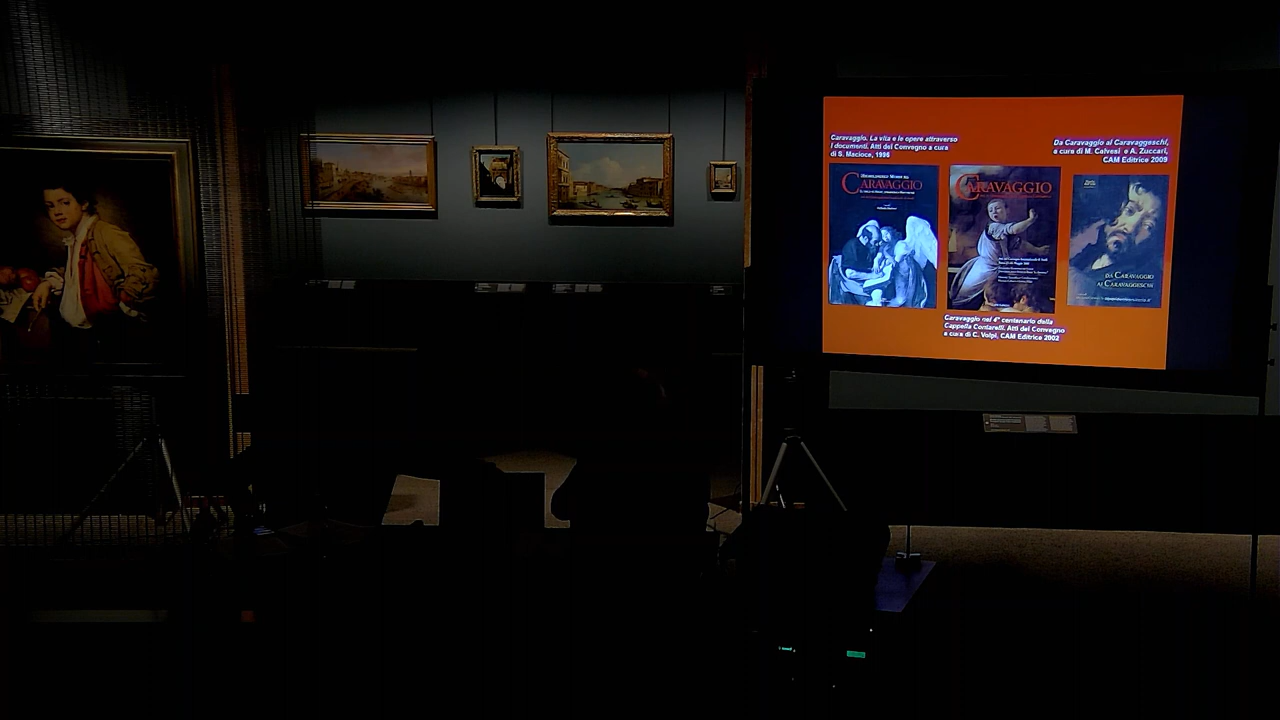 Caravaggio. La vita e le opere attraverso
i documenti. Atti del Convegno a cura
di S. Macioce, 1996
Da Caravaggio ai Caravaggeschi,
a cura di M. Calvesi e A. Zuccari,
CAM Editrice 2009
CARAVAGGIO
CARAVAGGIO
DA CARAVAGGIO
AI CARAVAGGESCHI
Caravaggio nel 4° centenario della
Cappella Contarelli. Atti del Convegno
a cura di C. Volpi, CAM Editrice 2002